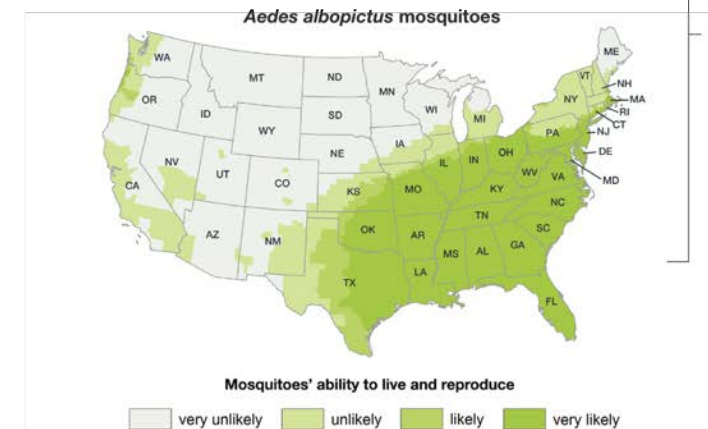 Aedes albopictus mosquitoes
WA
MT
ND
MN
ME
VT
NH
OR
ID
SD
WI
MI
NY
MA
RI
CT
WY
IA
PA
NJ
NE
NV
UT
IL
IN
OH
DE
CA
CO
KS
MO
WV
VA
MD
KY
NC
TN
AZ
NM
OK
AR
SC
MS
AL
GA
TX
LA
FL
Mosquitoes' ability to live and reproduce
very unlikely unlikely likely very likely